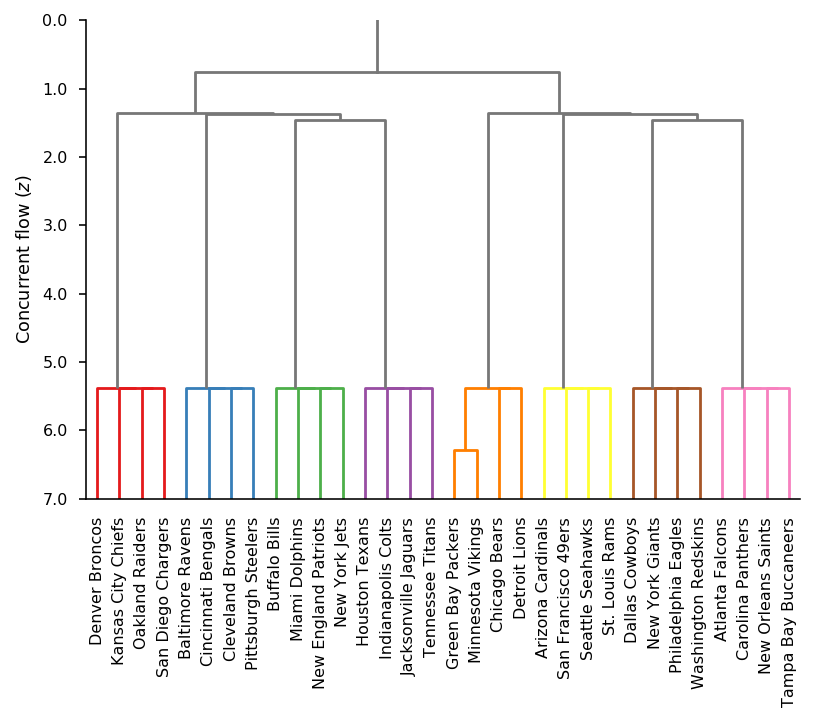 0.0
1.0
2.0
3.0
4.0
5.0
6.0
7.0
Concurrent flow (z)
Denver Broncos
Kansas City Chiefs
Oakland Raiders
San Diego Chargers
Baltimore Ravens
Cincinnati Bengals
Cleveland Browns
Pittsburgh Steelers
Buffalo Bills
Miami Dolphins
New England Patriots
New York Jets
Houston Texans
Indianapolis Colts
Jacksonville Jaguars
Tennessee Titans
Green Bay Packers
Minnesota Vikings
Chicago Bears
Detroit Lions
Arizona Cardinals
San Francisco 49ers
Seattle Seahawks
St. Louis Rams
Dallas Cowboys
New York Giants
Philadelphia Eagles
Washington Redskins
Atlanta Falcons
Carolina Panthers
New Orleans Saints
Tampa Bay Buccaneers